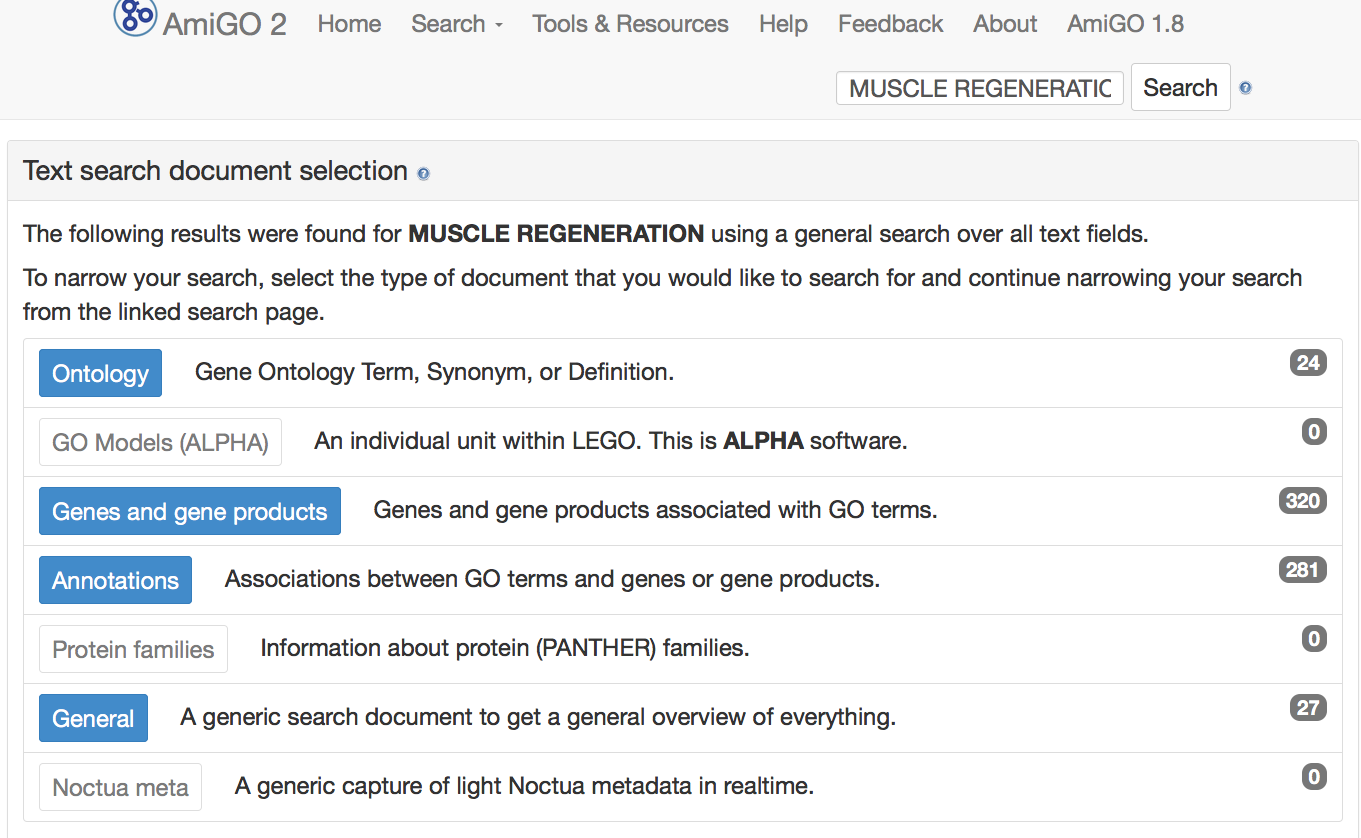 AmiGO 2 Home Search Tools & Resources Help Feedback About AmiGO 1.8
MUSCLE REGENERATIC Search
Text search document selection
The following results were found for MUSCLE REGENERATION using a general search over all text fields.
To narrow your search, select the type of document that you would like to search for and continue narrowing your search
from the linked search page.
Ontology Gene Ontology Term, Synonym, or Definition. 24
GO Models (ALPHA) An individual unit within LEGO. This is ALPHA software. 0
Genes and gene products Genes and gene products associated with GO terms. 320
Annotations Associations between GO terms and genes or gene products. 281
Protein families Information about protein (PANTHER) families. 0
General A generic search document to get a general overview of everything. 27
Noctua meta A generic capture of light Noctua metadata in realtime. 0